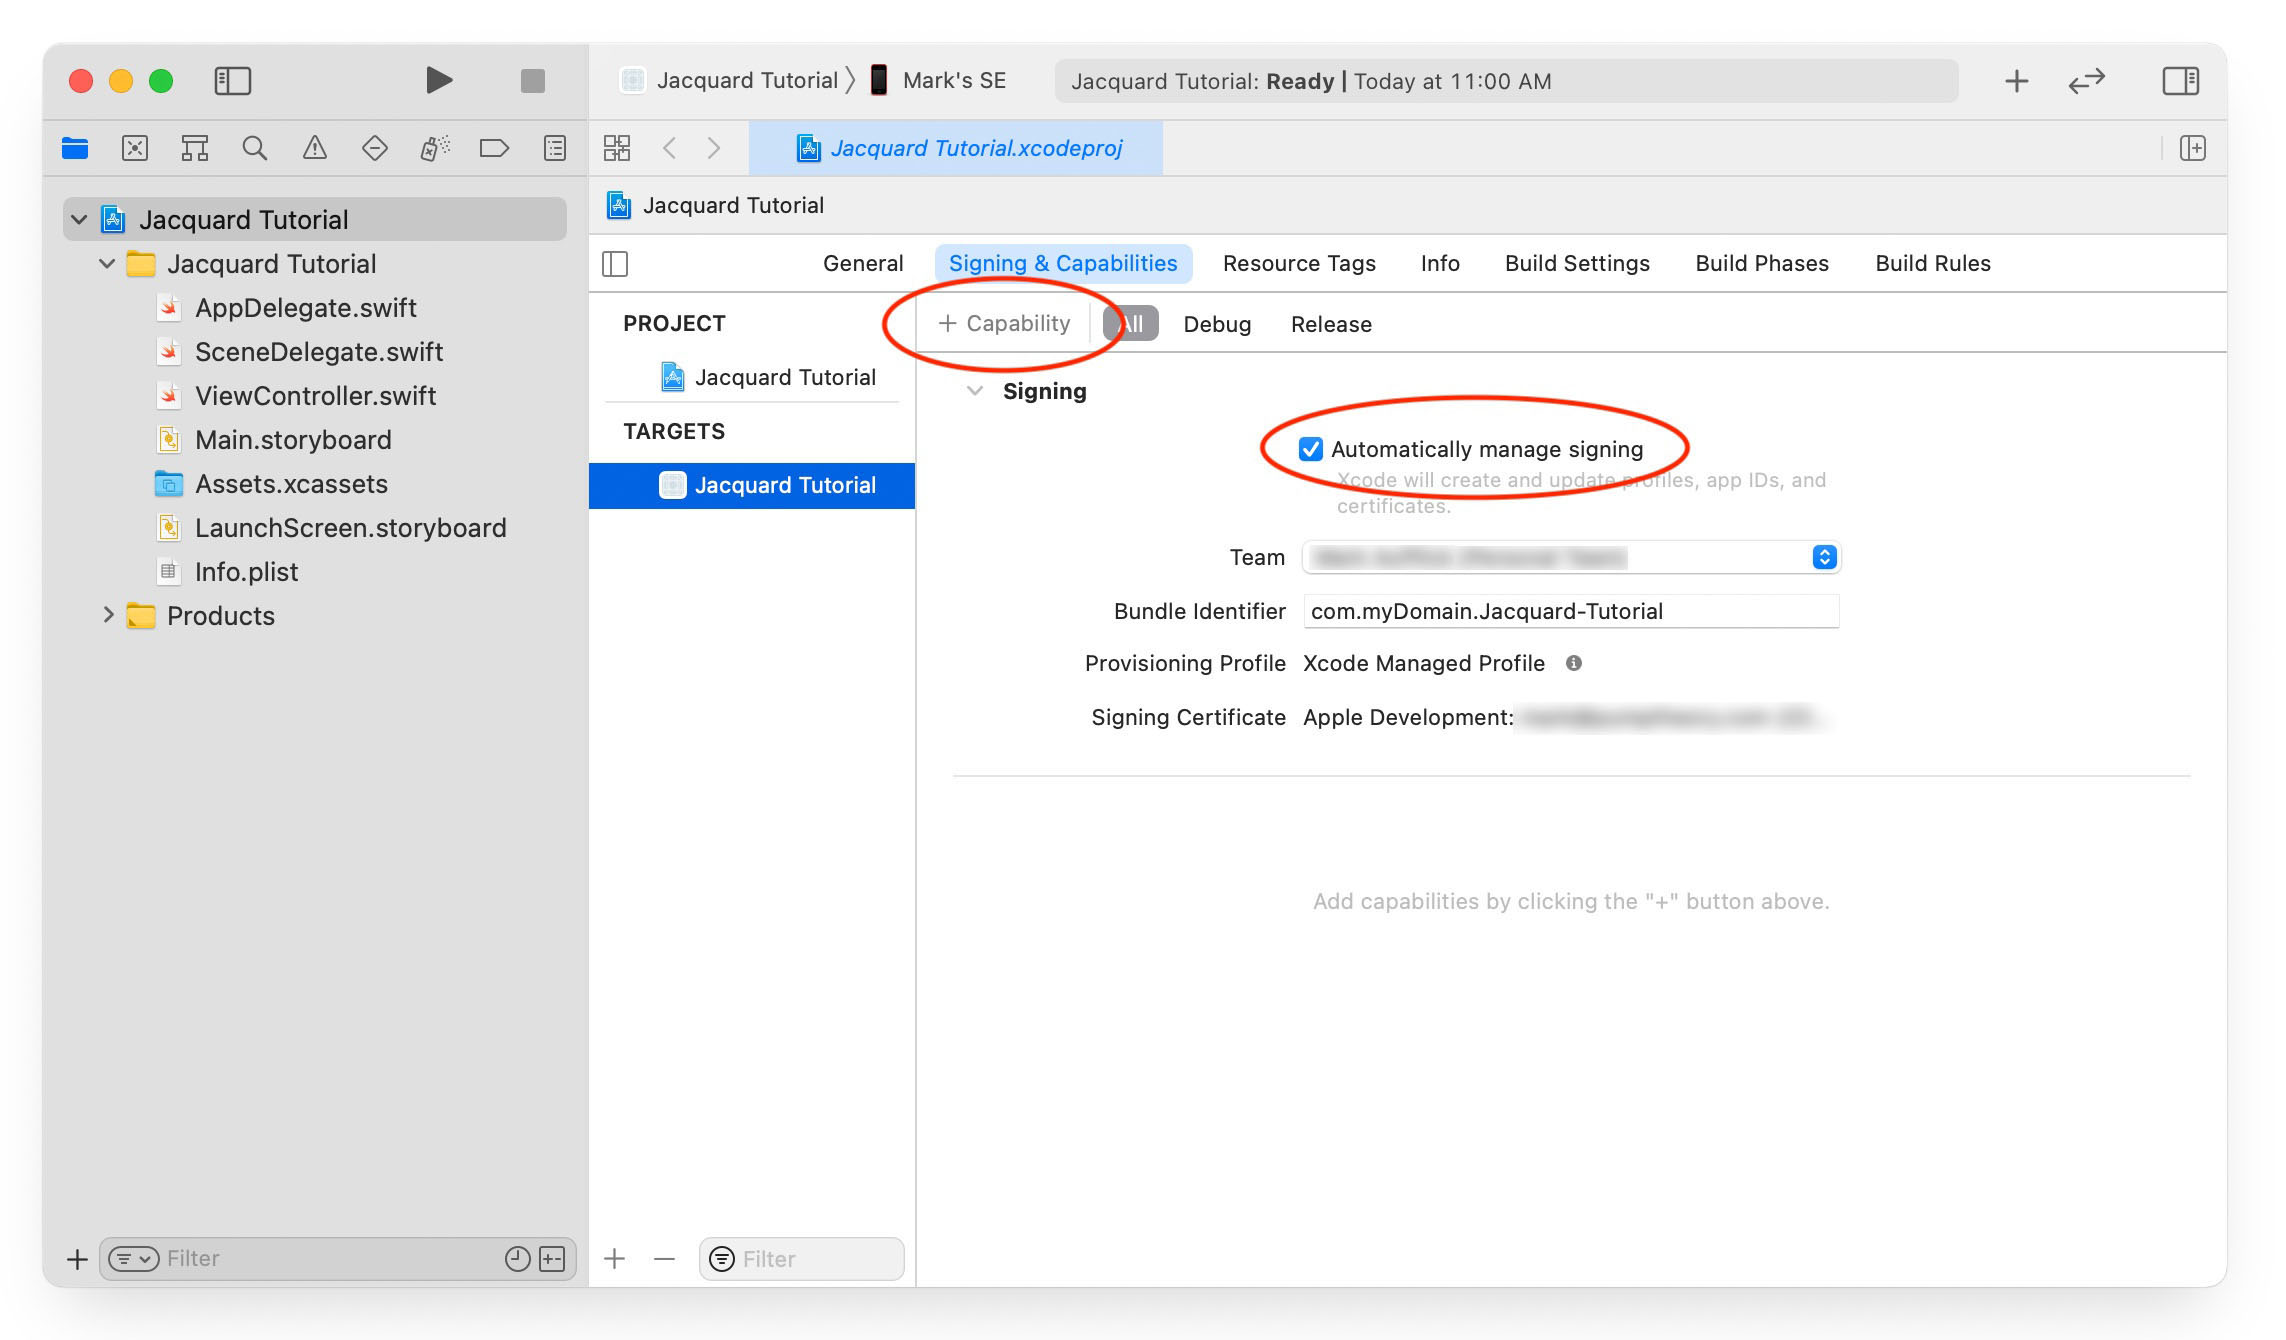 Jacquard Tutorial 〉 Mark's SE
Jacquard Tutorial: Ready | Today at 11:00 AM
Jacquard Tutorial.xcodeproj
Jacquard Tutorial
Jacquard Tutorial
AppDelegate.swift
SceneDelegate.swift
ViewController.swift
Main.storyboard
Assets.xcassets
LaunchScreen.storyboard
Info.plist
Products
Filter
Jacquard Tutorial
General Signing & Capabilities Resource Tags Info Build Settings Build Phases Build Rules
PROJECT
Jacquard Tutorial
TARGETS
Jacquard Tutorial
Filter
+ Capability All Debug Release
Signing
Automatically manage signing
Xcode will create and update profiles, app IDs, and
certificates.
Team
Bundle Identifier com.myDomain.Jacquard-Tutorial
Provisioning Profile Xcode Managed Profile
Signing Certificate Apple Development:
Add capabilities by clicking the "+" button above.